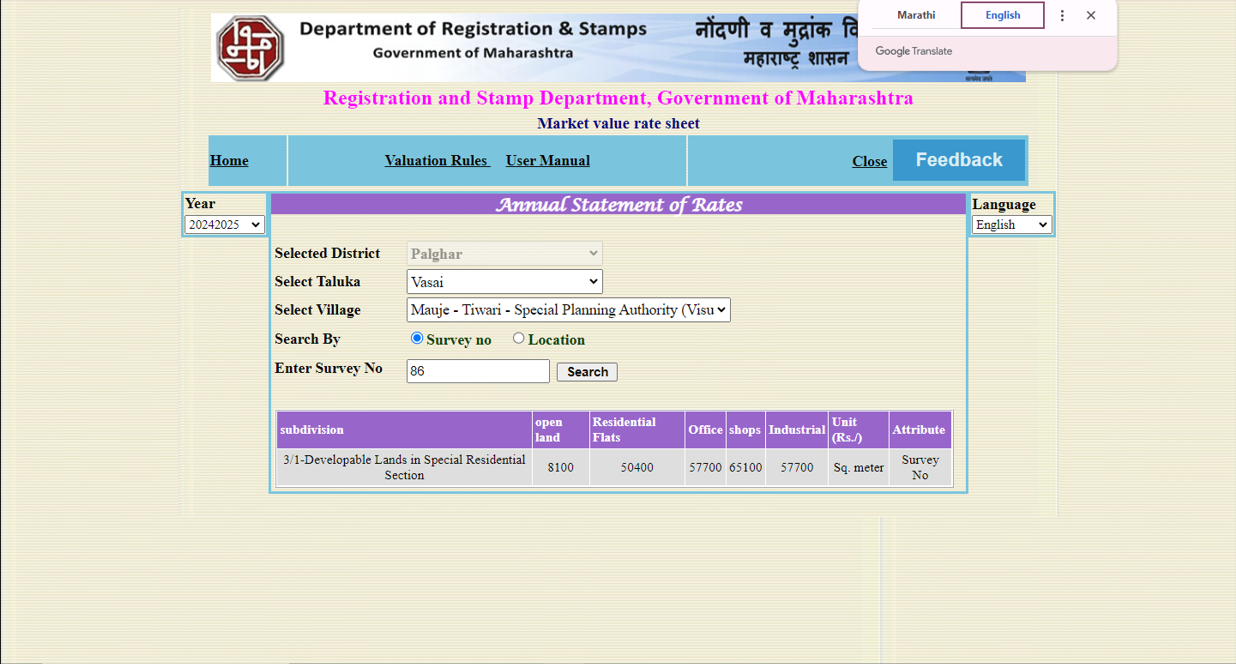 Department of Registration & Stamps
Government of Maharashtra
नोंदणी व मुद्रांक वि
महाराष्ट्र शासन
Marathi
English
Google Translate
Registration and Stamp Department, Government of Maharashtra
Market value rate sheet
Home
Valuation Rules User Manual
Close
Feedback
Year
20242025
Annual Statement of Rates
Language
English
Selected District Palghar
Select Taluka Vasai
Select Village Mauje - Tiwari - Special Planning Authority (Visu
Search By Survey no Location
Enter Survey No 86 Search
subdivision open land Residential Flats Office shops Industrial Unit (Rs./) Attribute
3/1-Developable Lands in Special Residential Section 8100 50400 57700 65100 57700 Sq. meter Survey No